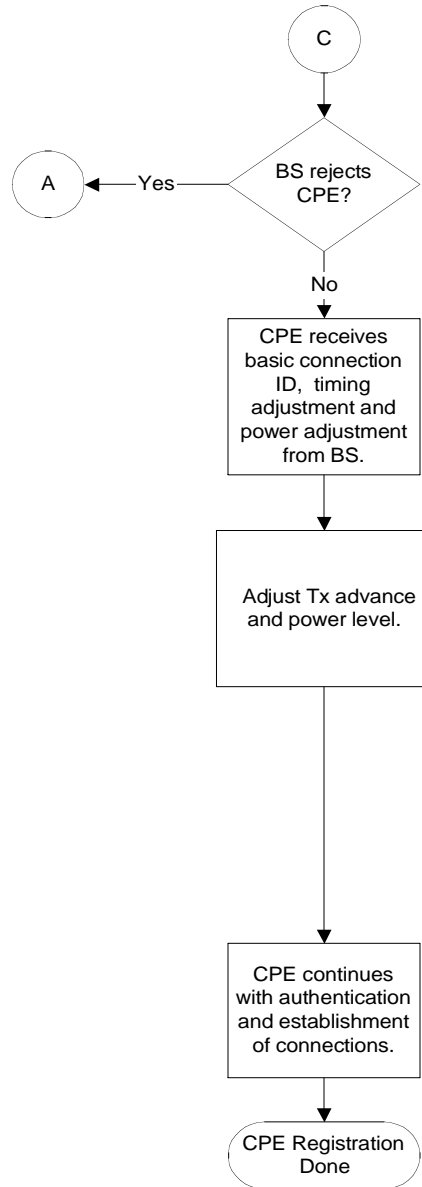 C
BS rejects
CPE?
A
Yes
No
CPE receives
basic connection
ID, timing
adjustment and
power adjustment
from BS.
Adjust Tx advance
and power level.
CPE continues
with authentication
and establishment
of connections.
CPE Registration
Done